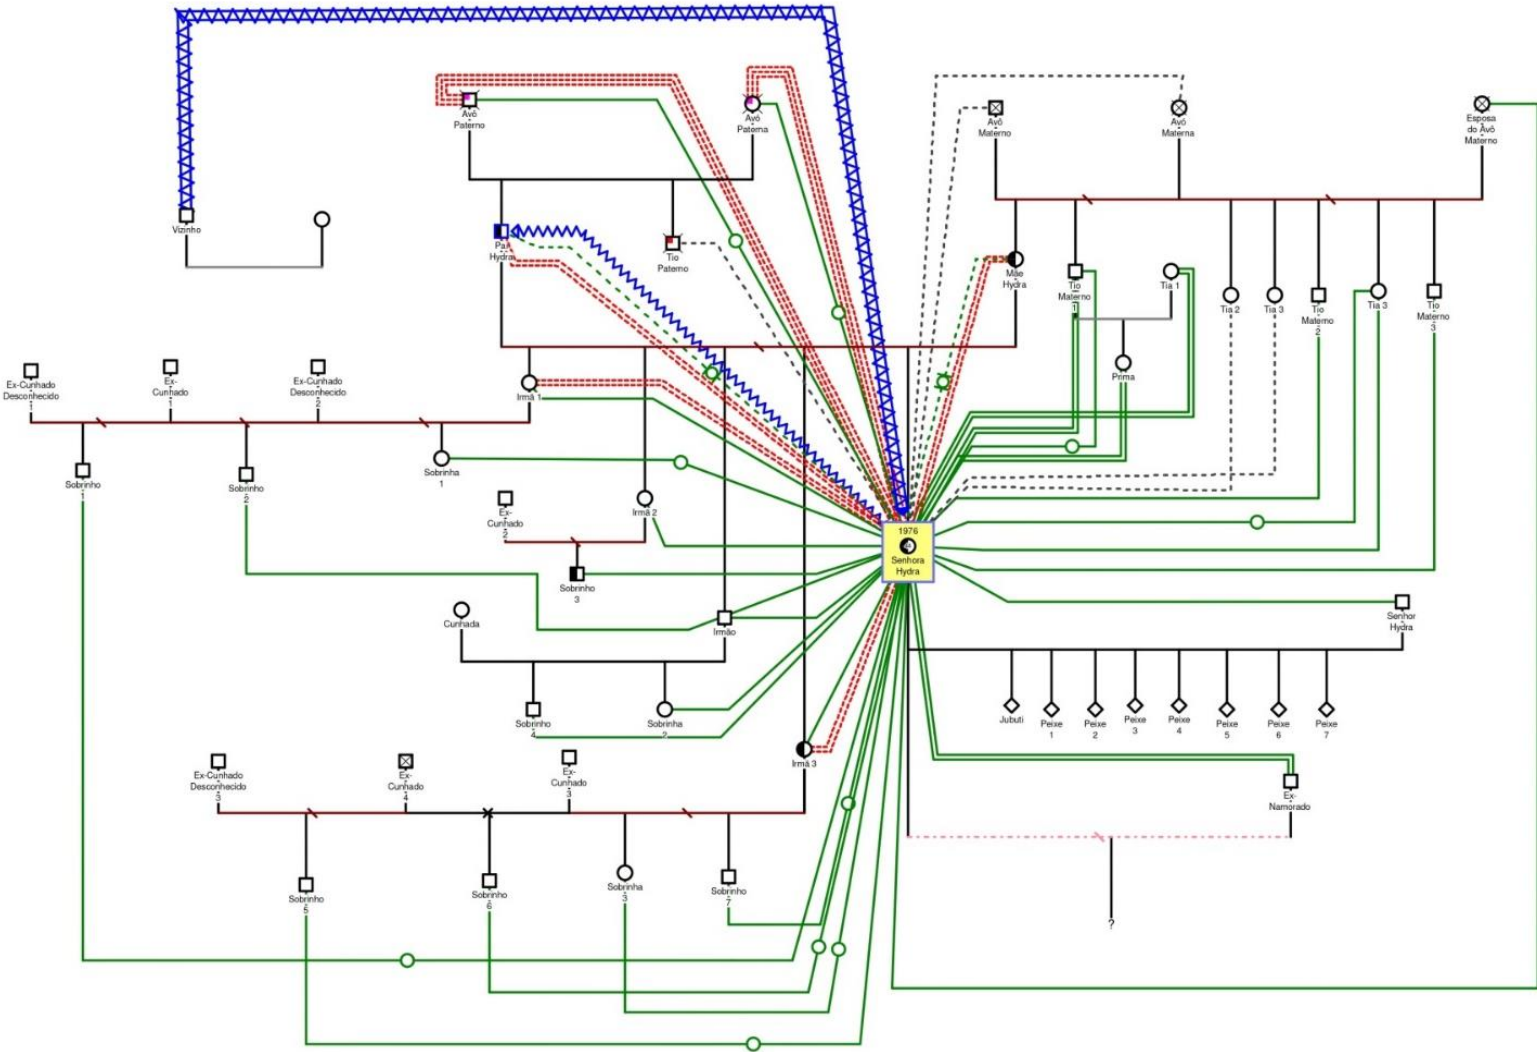 Avô
Paterno
Avó
Paterna
Avô
Materno
Avó
Materna
Esposa
do Avô
Materno
Vizinho
Pai
Hydra
Tio
Paterno
Mãe
Hydra
Tio
Materno
1
Tia 1
Tia 2
Tia 3
Tio
Materno
2
Tia 3
Tio
Materno
3
Prima
Ex-Cunhado
Desconhecido
1
Ex-
Cunhado
1
Ex-Cunhado
Desconhecido
2
Irmã 1
Sobrinho
1
Sobrinho
2
Sobrinha
1
Ex-
Cunhado
2
Irmã 2
Sobrinho
3
1976
Senhora
Hydra
Cunhada
Irmão
Senhor
Hydra
Sobrinho
4
Sobrinha
2
Jubuti
Peixe
1
Peixe
2
Peixe
3
Peixe
4
Peixe
5
Peixe
6
Peixe
7
Ex-Cunhado
Desconhecido
3
Ex-
Cunhado
4
Ex-
Cunhado
3
Irmã 3
Ex-
Namorado
Sobrinho
5
Sobrinho
6
Sobrinha
3
Sobrinho
7
?